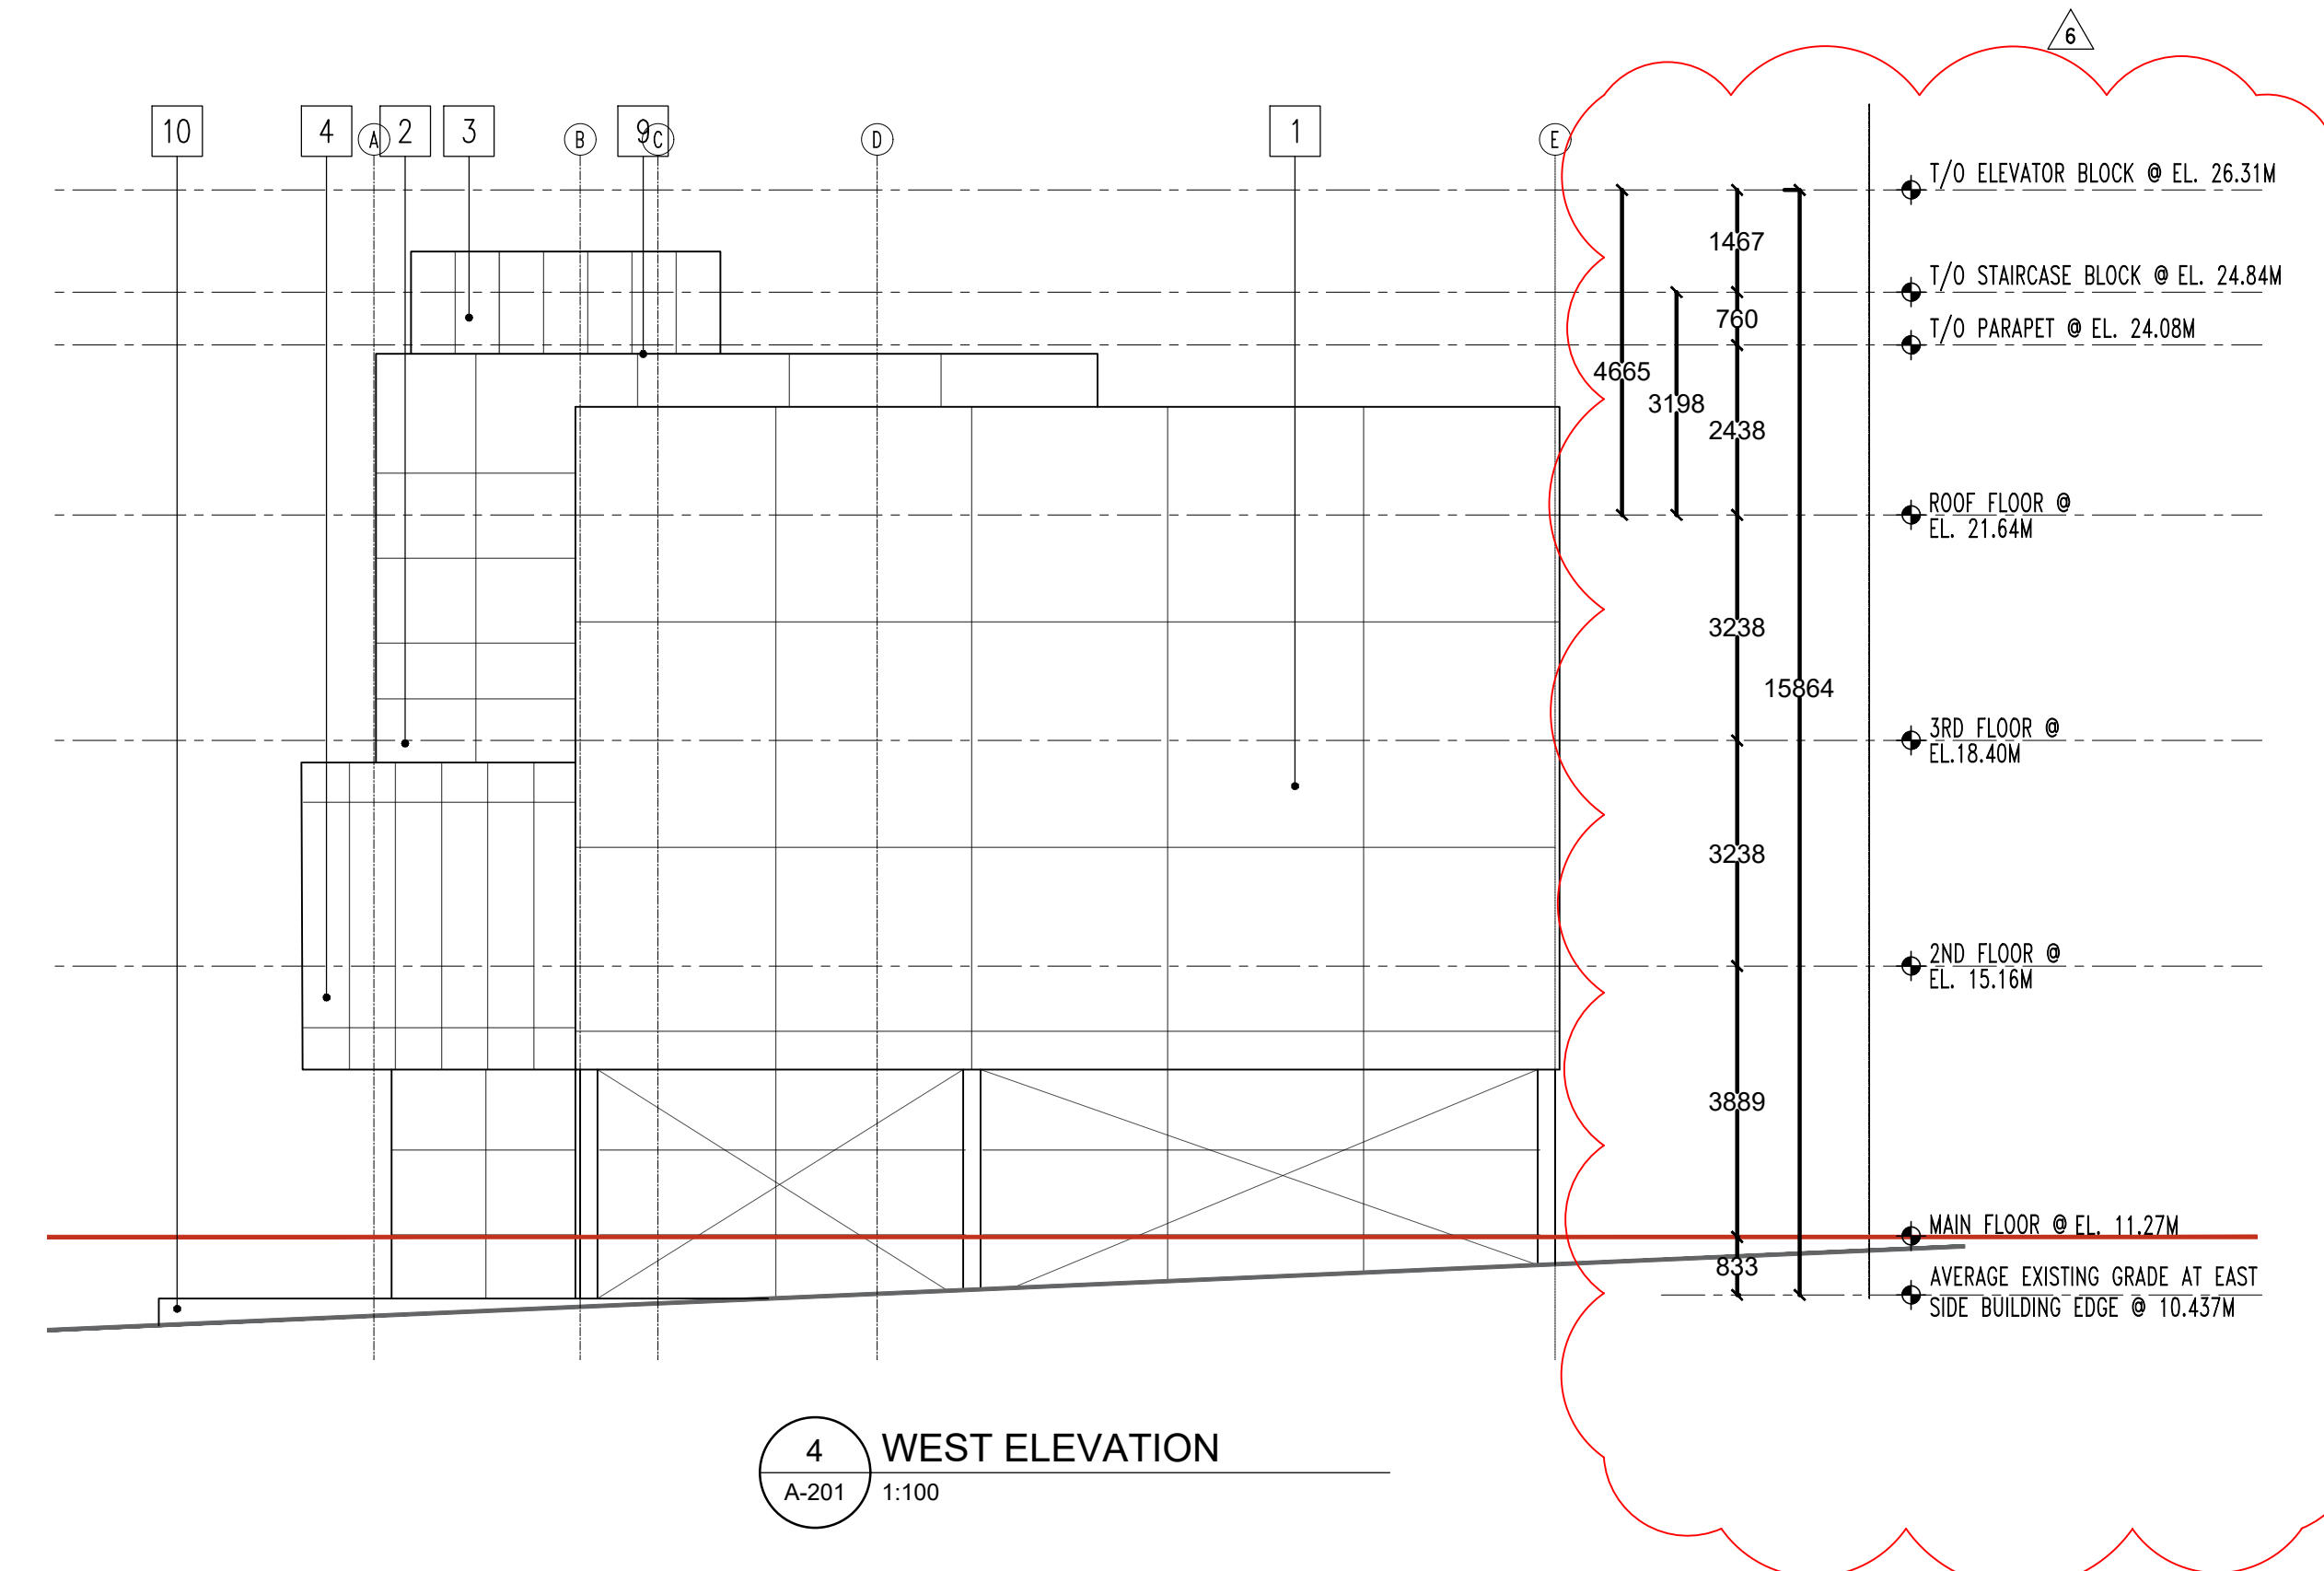 6
10
4
A
2
3
B
9
C
D
1
E
T/O ELEVATOR BLOCK @ EL. 26.31M
1467
T/O STAIRCASE BLOCK @ EL. 24.84M
760
T/O PARAPET @ EL. 24.08M
4665
3198
2438
ROOF FLOOR @
EL. 21.64M
3238
15864
3RD FLOOR @
EL.18.40M
3238
2ND FLOOR @
EL. 15.16M
3889
MAIN FLOOR @ EL. 11.27M
833
AVERAGE EXISTING GRADE AT EAST
SIDE BUILDING EDGE @ 10.437M
4
WEST ELEVATION
A-201
1:100